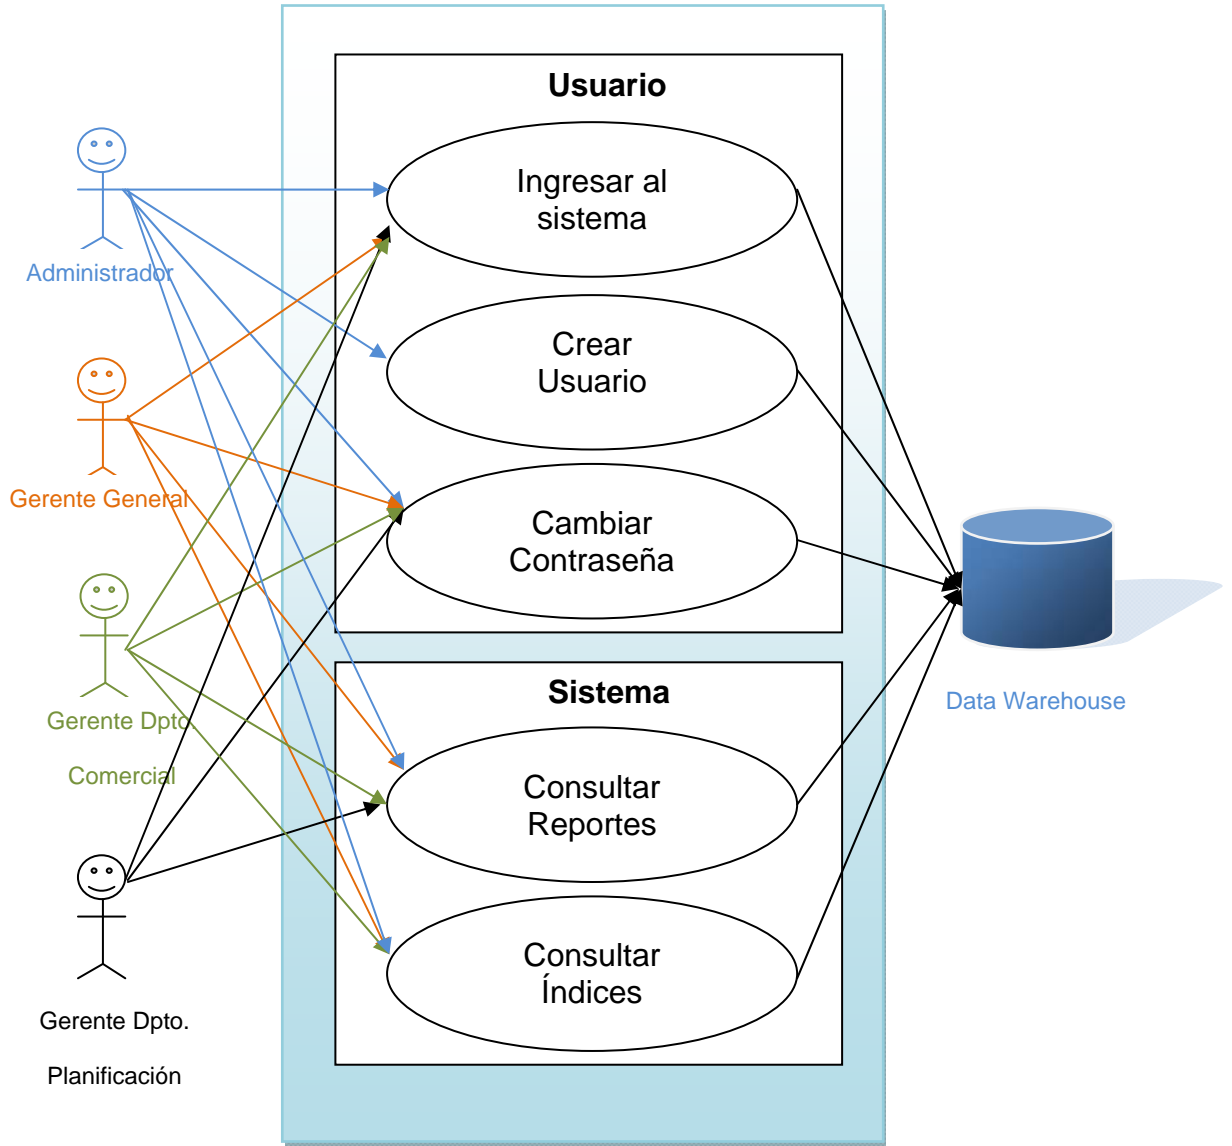 Usuario
Ingresar al
sistema
Administrador
Crear
Usuario
Gerente General
Cambiar
Contraseña
Gerente Dpto.
Comercial
Sistema
Data Warehouse
Consultar
Reportes
Consultar
Índices
Gerente Dpto.
Planificación